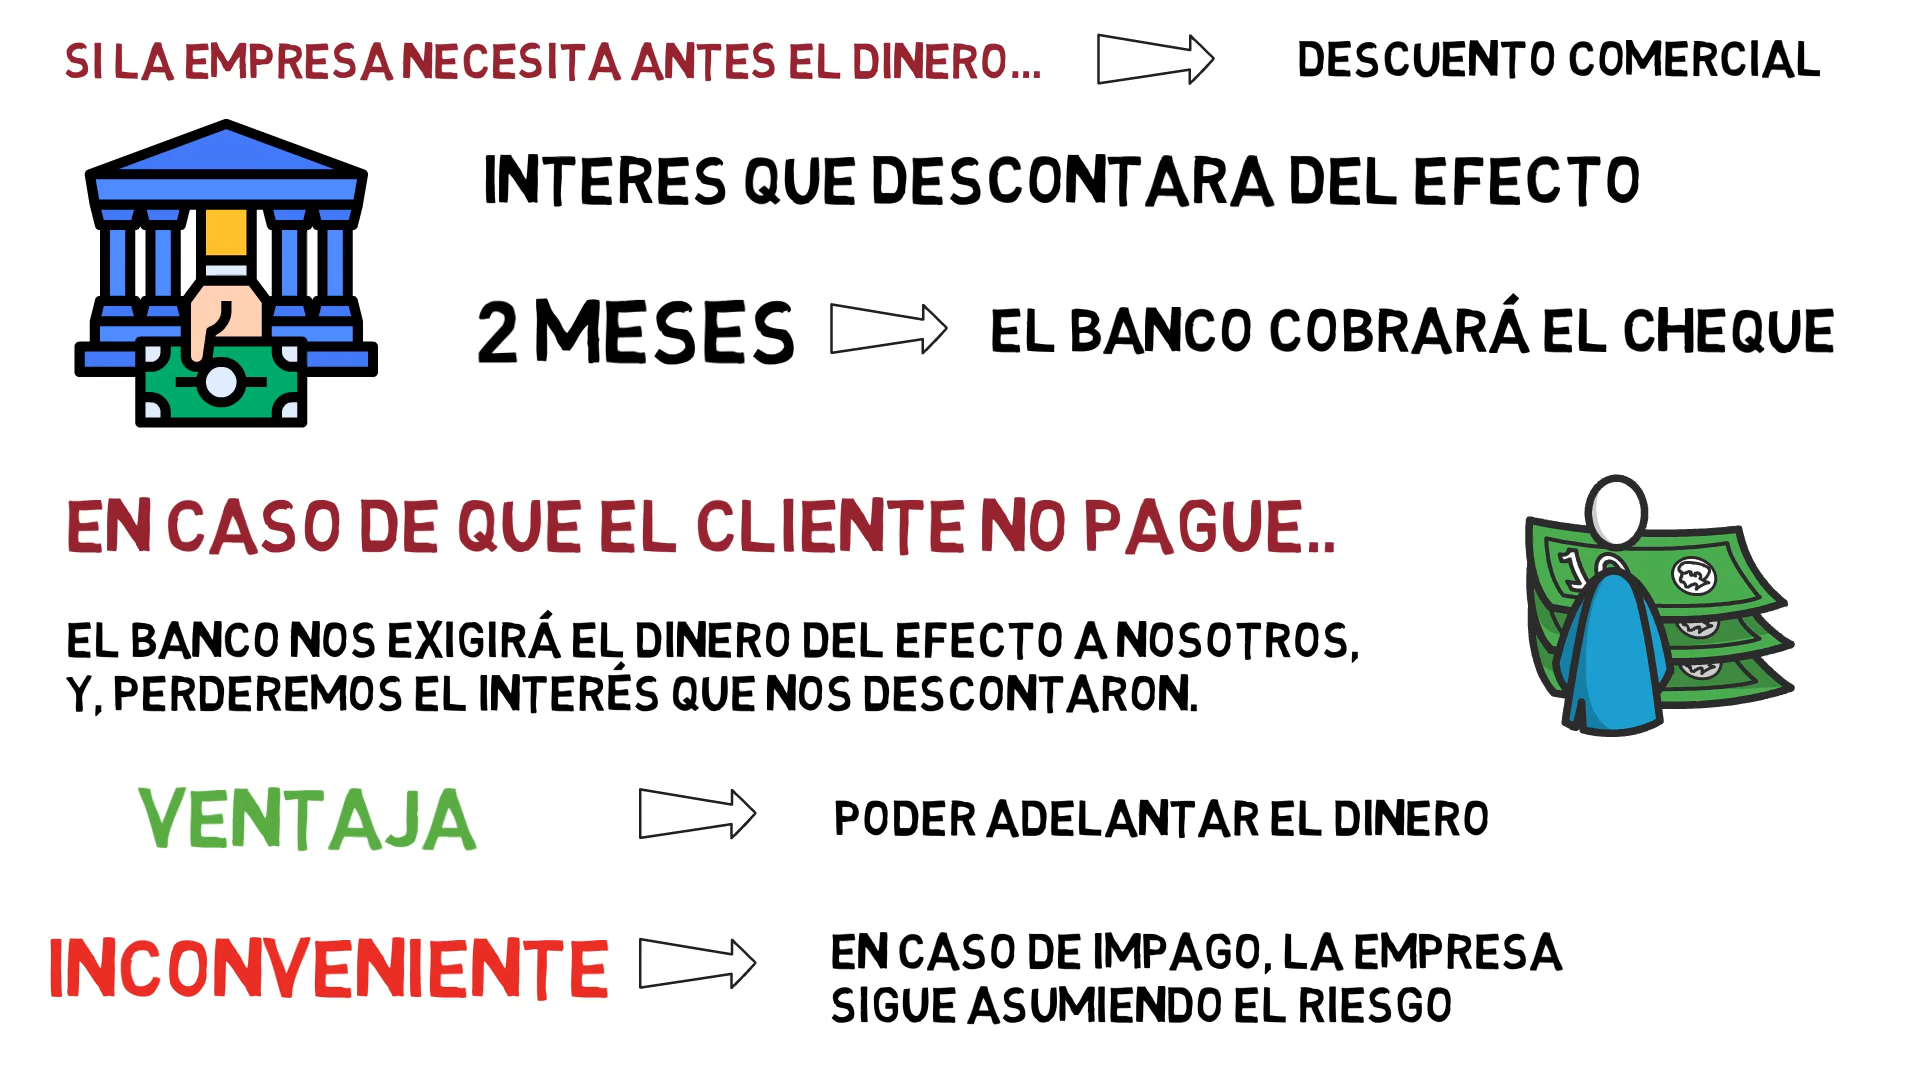 SI LA EMPRESA NECESITA ANTES EL DINERO...
DESCUENTO COMERCIAL
INTERES QUE DESCONTARA DEL EFECTO
2 MESES
EL BANCO COBRARÁ EL CHEQUE
EN CASO DE QUE EL CLIENTE NO PAGUE..
EL BANCO NOS EXIGIRÁ EL DINERO DEL EFECTO A NOSOTROS,
Y, PERDEREMOS EL INTERÉS QUE NOS DESCONTARON.
VENTAJA
PODER ADELANTAR EL DINERO
INCONVENIENTE
EN CASO DE IMPAGO, LA EMPRESA
SIGUE ASUMIENDO EL RIESGO